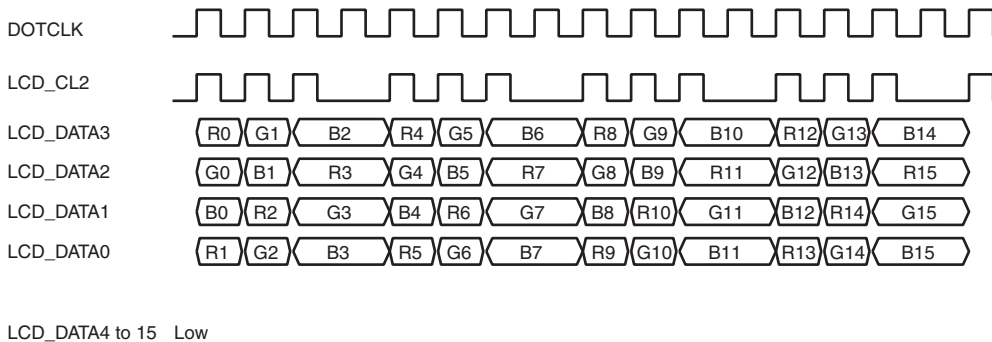 DOTCLK
LCD_CL2
LCD_DATA3 R0 G1 B2 R4 G5 B6 R8 G9 B10 R12 G13 B14
LCD_DATA2 G0 B1 R3 G4 B5 R7 G8 B9 R11 G12 B13 R15
LCD_DATA1 B0 R2 G3 B4 R6 G7 B8 R10 G11 B12 R14 G15
LCD_DATA0 R1 G2 B3 R5 G6 B7 R9 G10 B11 R13 G14 B15
LCD_DATA4 to 15 Low